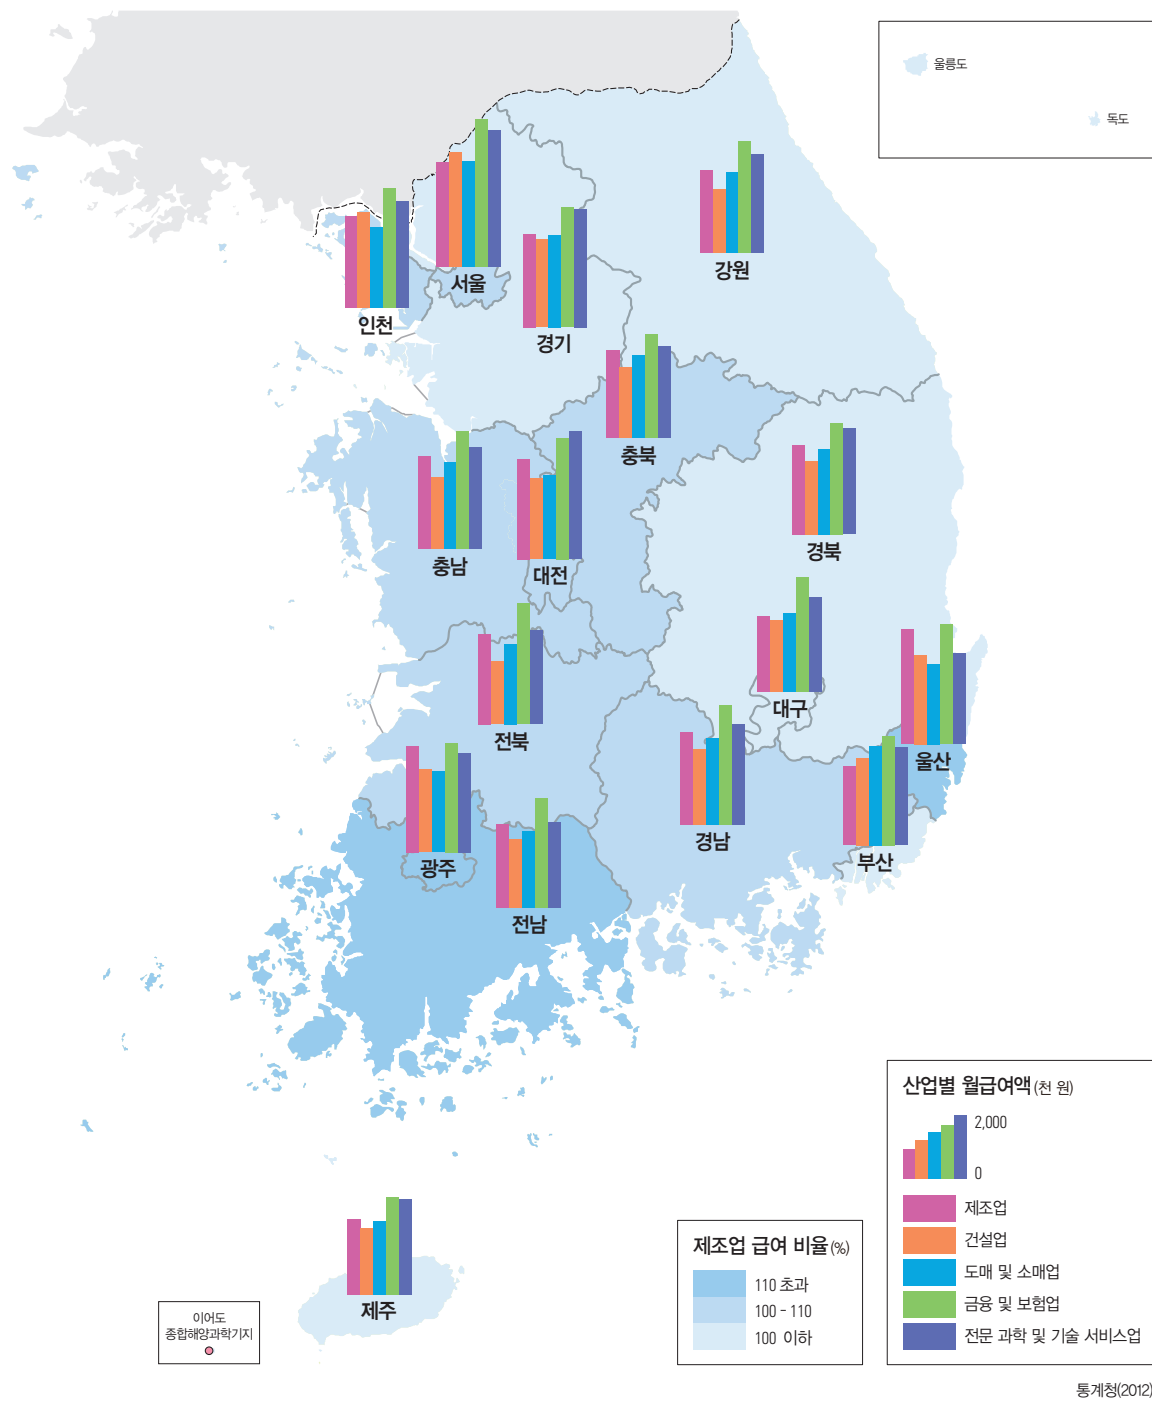 울릉도
독도
강원
서울
인천
경기
충북
충남
대전
경북
대구
전북
울산
경남
부산
광주
전남
제주
이어도
종합해양과학기지
제조업 급여 비율(%)
110 초과
100 - 110
100 이하
산업별 월급여액(천 원)
2,000
0
제조업
건설업
도매 및 소매업
금융 및 보험업
전문 과학 및 기술 서비스업
통계청(2012)